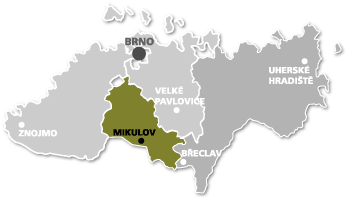 BRNO
UHERSKÉ
HRADIŠTĚ
VELKÉ
PAVLOVICE
ZNOJMO
MIKULOV
BŘECLAV